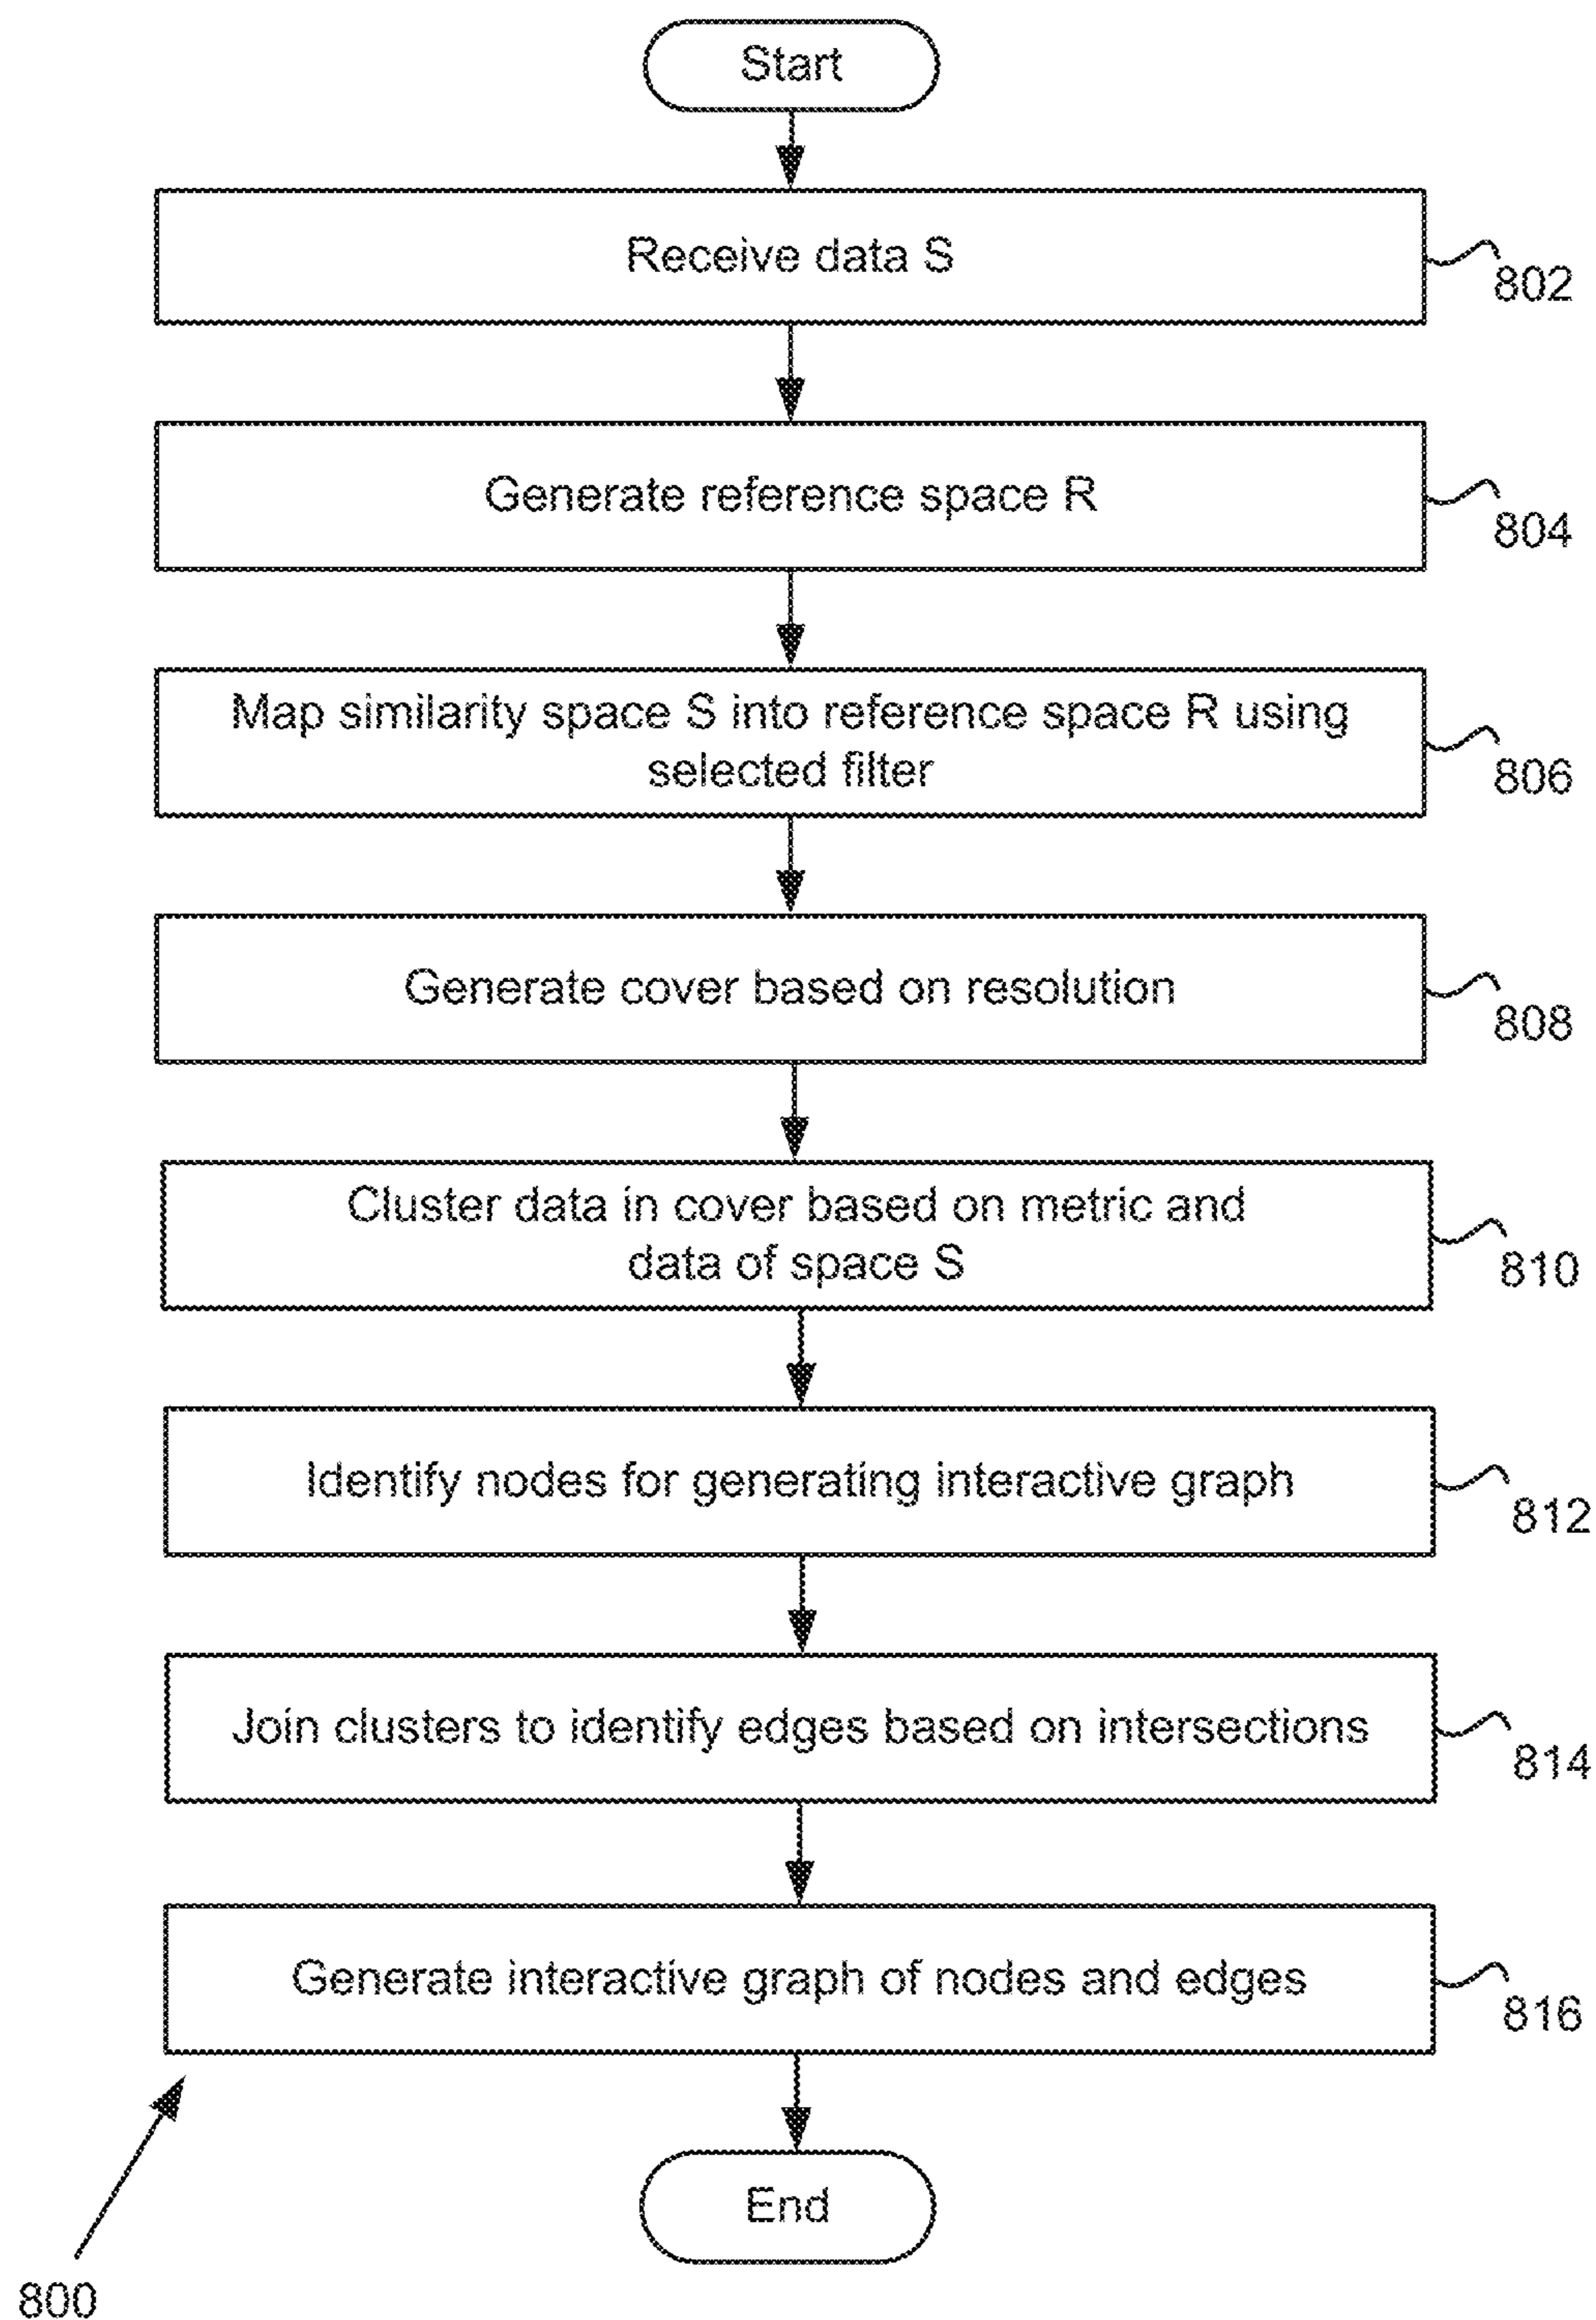 Start
Receive data S
802
Generate reference space R
804
Map similarity space S into reference space R using
selected filter
806
Generate cover based on resolution
808
Cluster data in cover based on metric and
data of space S
810
Identify nodes for generating interactive graph
812
Join clusters to identify edges based on intersections
814
Generate interactive graph of nodes and edges
816
End
800